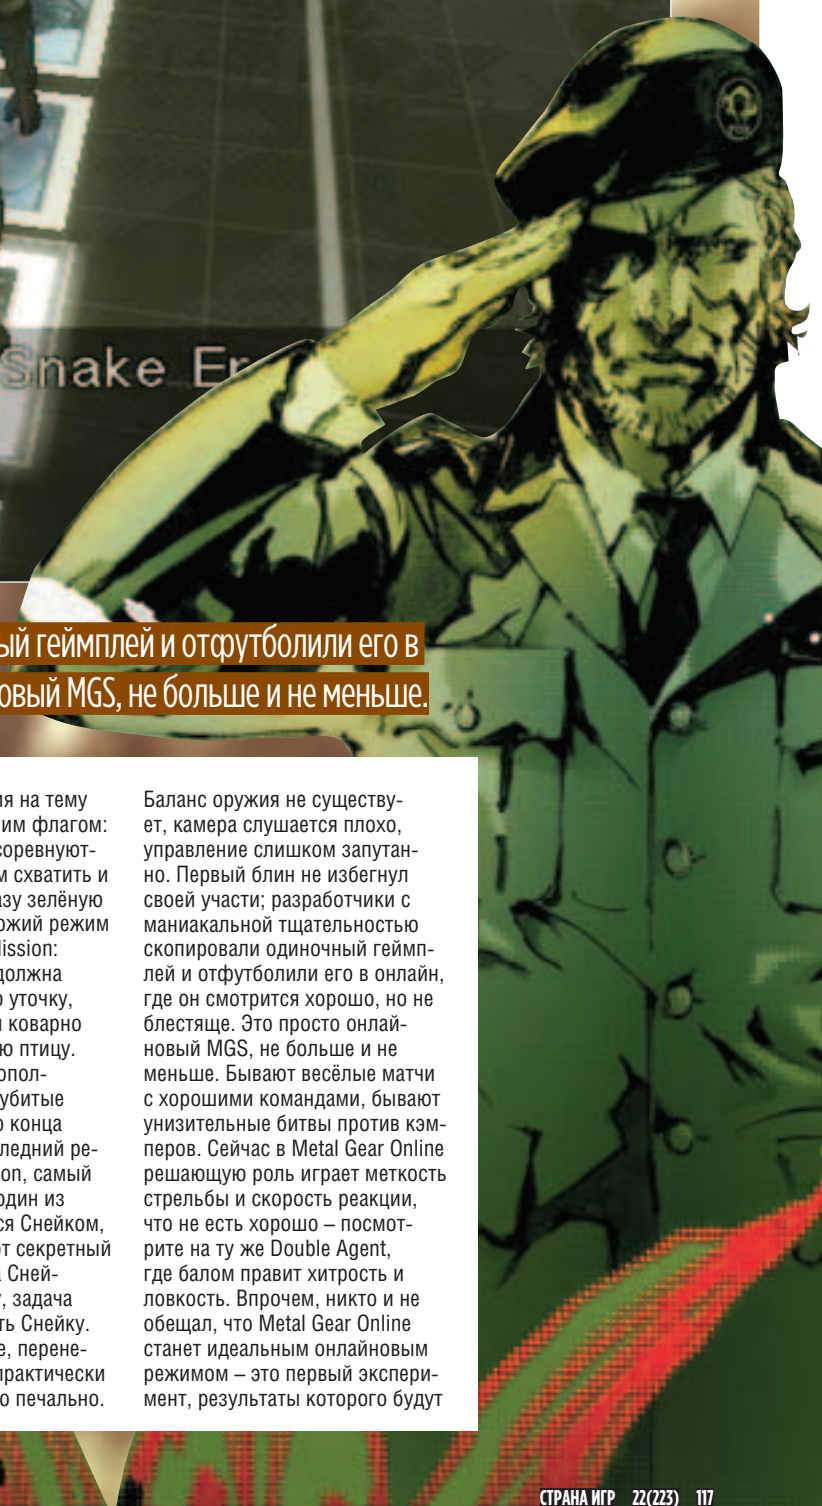 Snake Er
ый геймплей и отфутболили его в
овый MGS, не больше и не меньше.
ия на тему
им флагом:
соревнуют-
м схватить и
азу зелёную
ожий режим
Mission:
должна
ю уточку,
и коварно
ю птицу.
опол-
убитые
о конца
ледний ре-
on, самый
один из
ся Снейком,
от секретный
а Сней-
у, задача
ть Снейку.
е, перене-
практически
о печально.
Баланс оружия не существу-
ет, камера слушается плохо,
управление слишком запутан-
но. Первый блин не избегнул
своей участи; разработчики с
маниакальной тщательностью
скопировали одиночный геймп-
лей и отфутболили его в онлайн,
где он смотрится хорошо, но не
блестяще. Это просто онлай-
новый MGS, не больше и не
меньше. Бывают весёлые матчи
с хорошими командами, бывают
унизительные битвы против кэм-
перов. Сейчас в Metal Gear Online
решающую роль играет меткость
стрельбы и скорость реакции,
что не есть хорошо – посмот-
рите на ту же Double Agent,
где балом правит хитрость и
ловкость. Впрочем, никто и не
обещал, что Metal Gear Online
станет идеальным онлайновым
режимом – это первый экспери-
мент, результаты которого будут
СТРАНА ИГР 22(223) 117